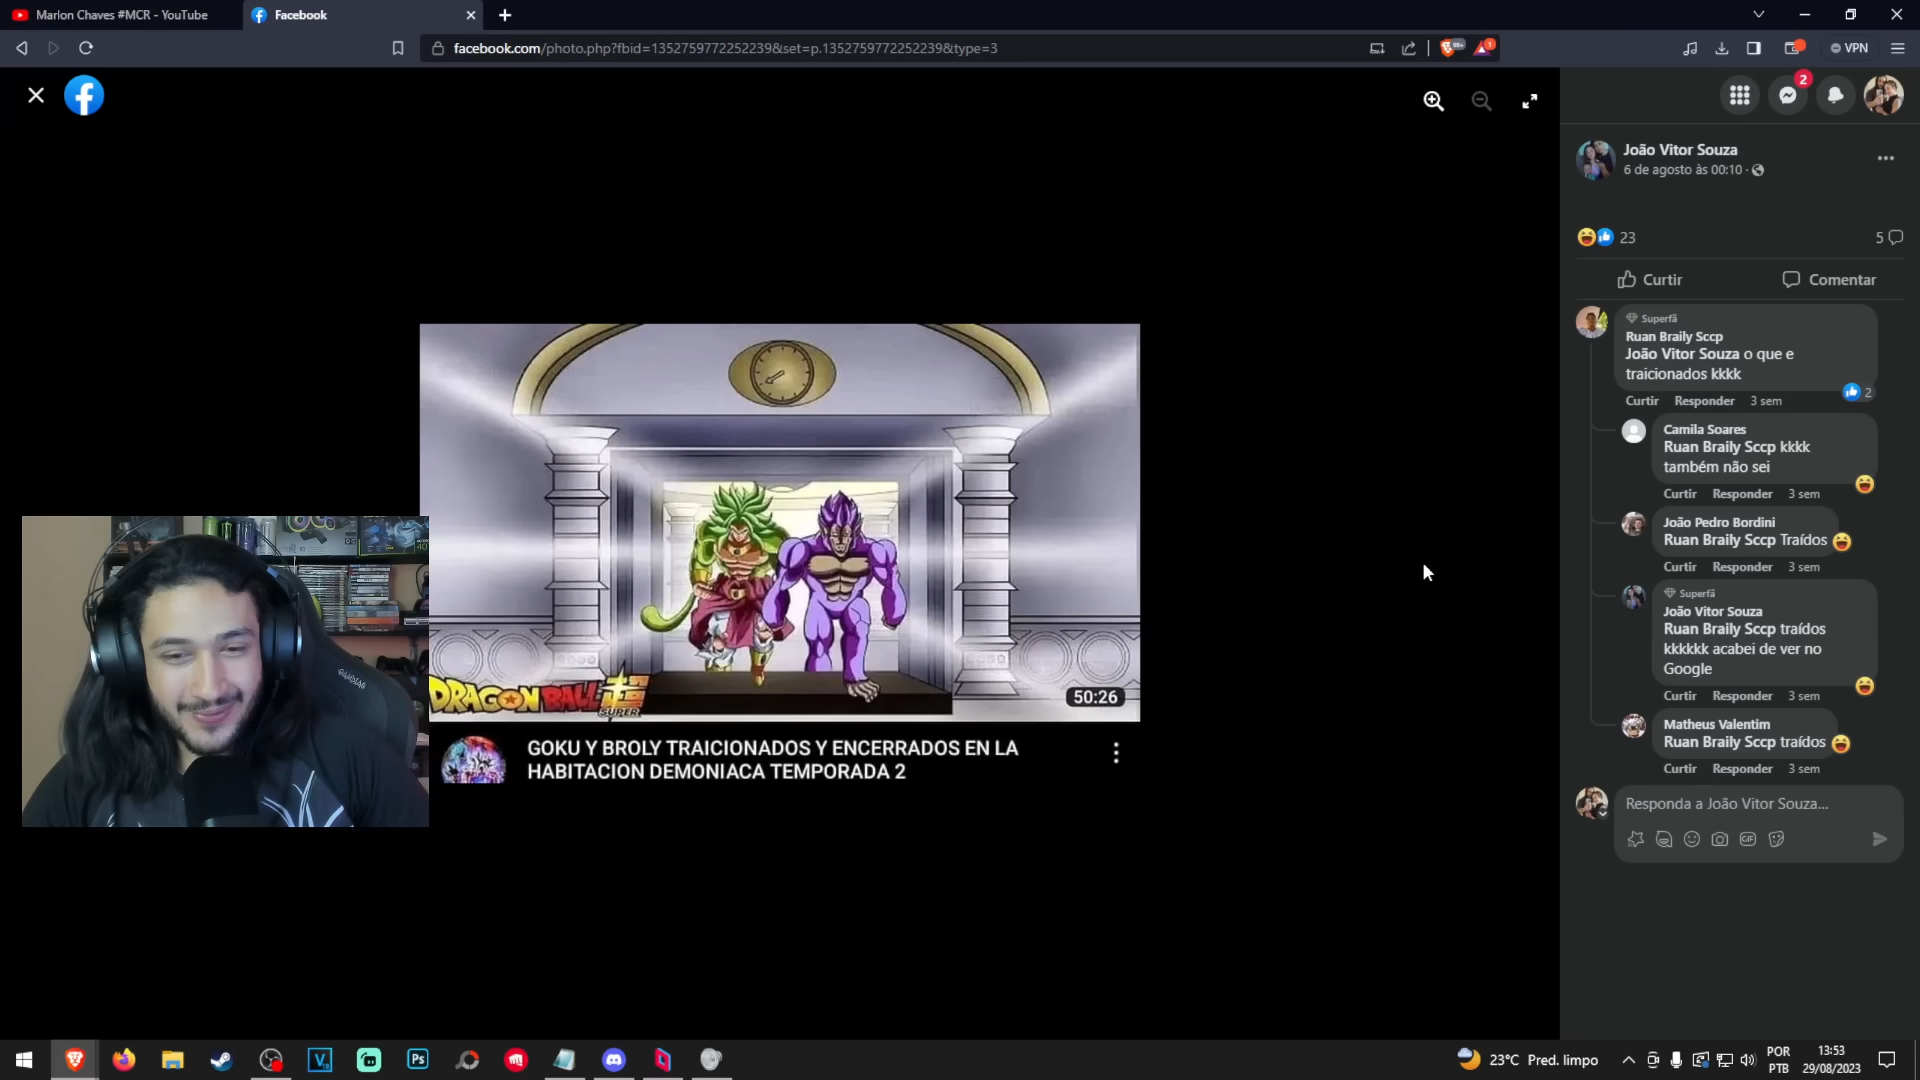 Marlon Chaves #MCR - YouTube
Facebook
facebook.com/photo.php?fbid=1352759772252239&set=p.1352759772252239&type=3
VPN
2
João Vitor Souza
6 de agosto às 00:10
23
5
Curtir
Comentar
Superfã
Ruan Braily Sccp
João Vitor Souza o que e
traicionados kkkk
2
Curtir Responder 3 sem
Camila Soares
Ruan Braily Sccp kkkk
também não sei
Curtir Responder 3 sem
João Pedro Bordini
Ruan Braily Sccp Traídos
Curtir Responder 3 sem
Superfã
João Vitor Souza
Ruan Braily Sccp traídos
kkkkkk acabei de ver no
Google
Curtir Responder 3 sem
Matheus Valentim
Ruan Braily Sccp traídos
Curtir Responder 3 sem
Responda a João Vitor Souza...
GIF
DRAGON BALL
SUPER
50:26
GOKU Y BROLY TRAICIONADOS Y ENCERRADOS EN LA
HABITACION DEMONIACA TEMPORADA 2
GAMDIAS
Ps
23°C Pred. limpo
POR
PTB
13:53
29/08/2023